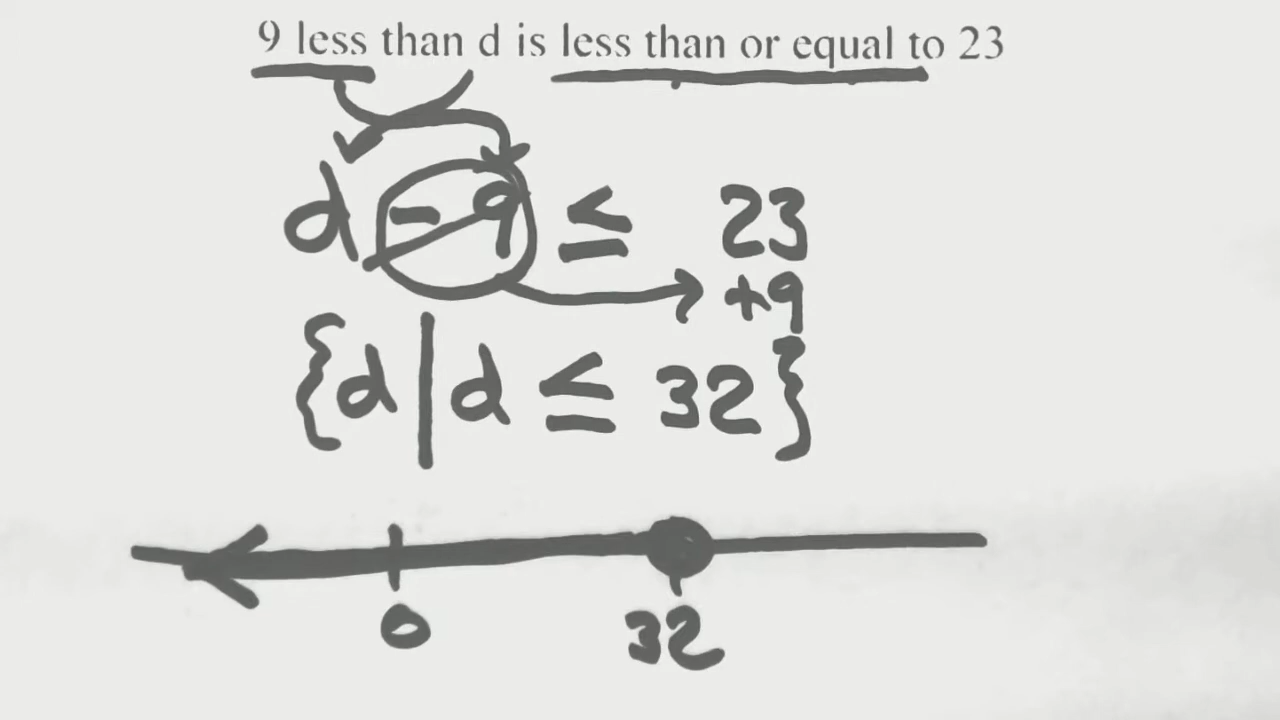 9 less than d is less than or equal to 23
d - 9 ≤ 23
+9
{d | d ≤ 32}
0 32